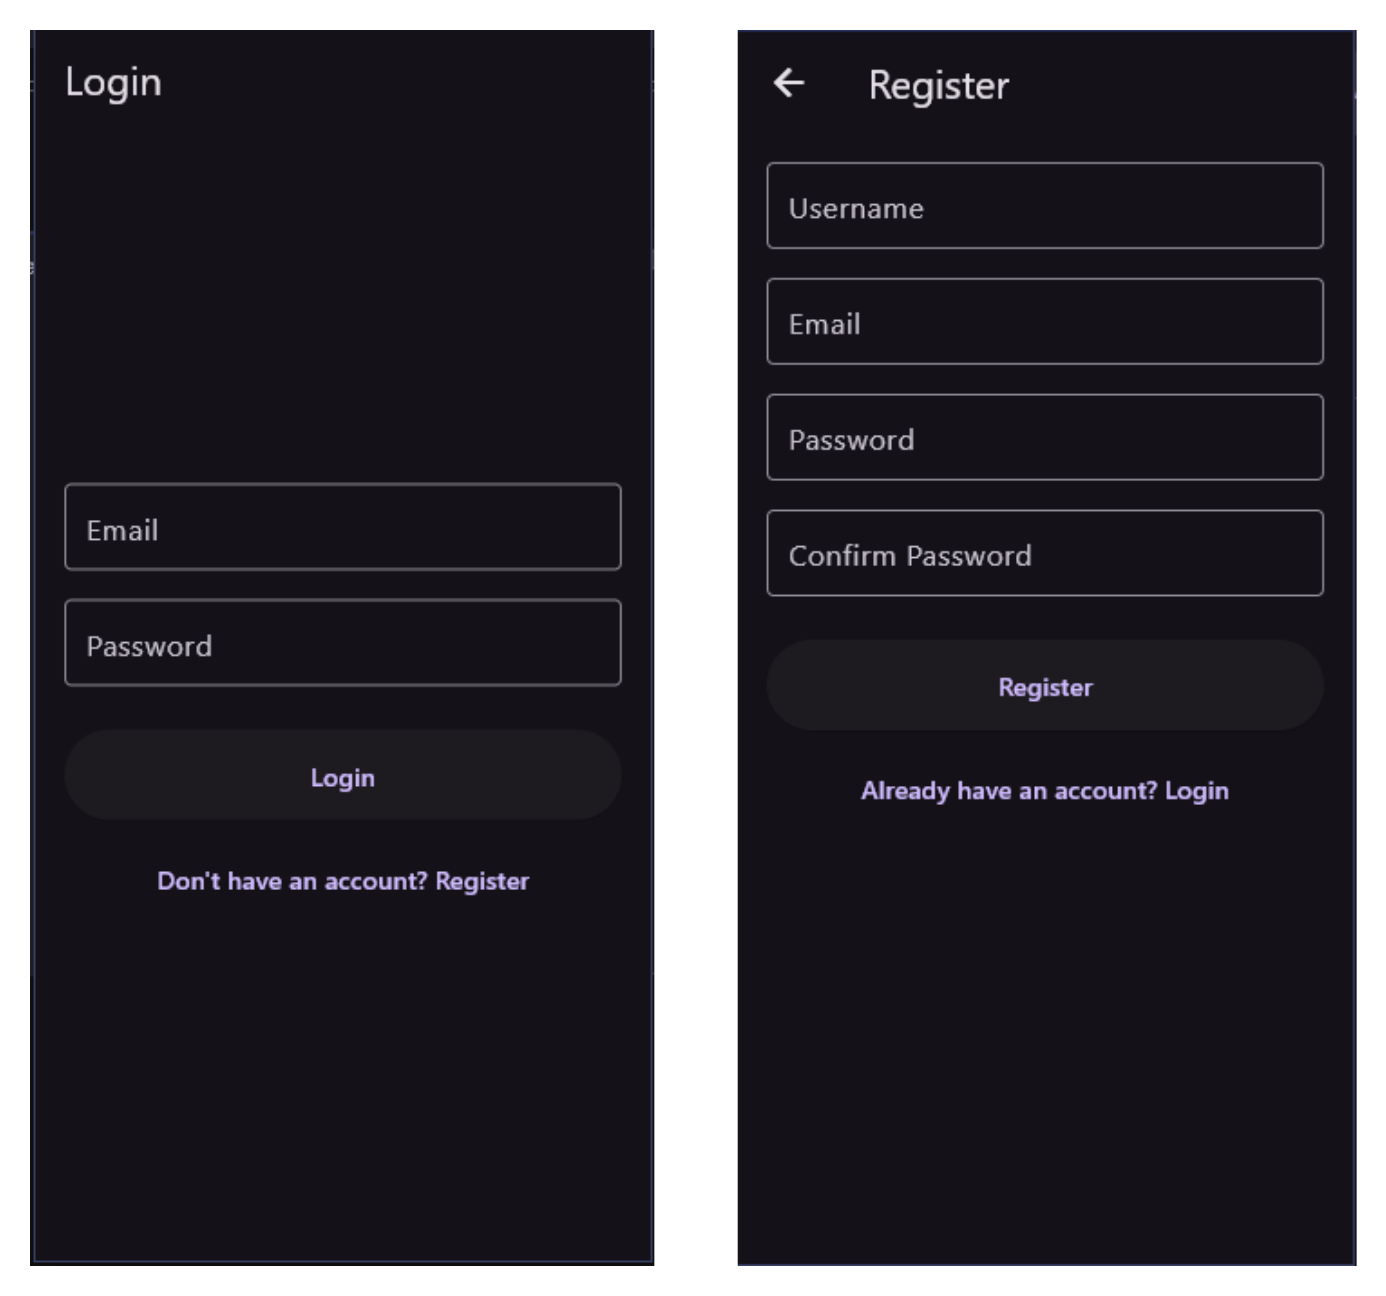 Login
Email
Password
Login
Don't have an account? Register
Register
Username
Email
Password
Confirm Password
Register
Already have an account? Login